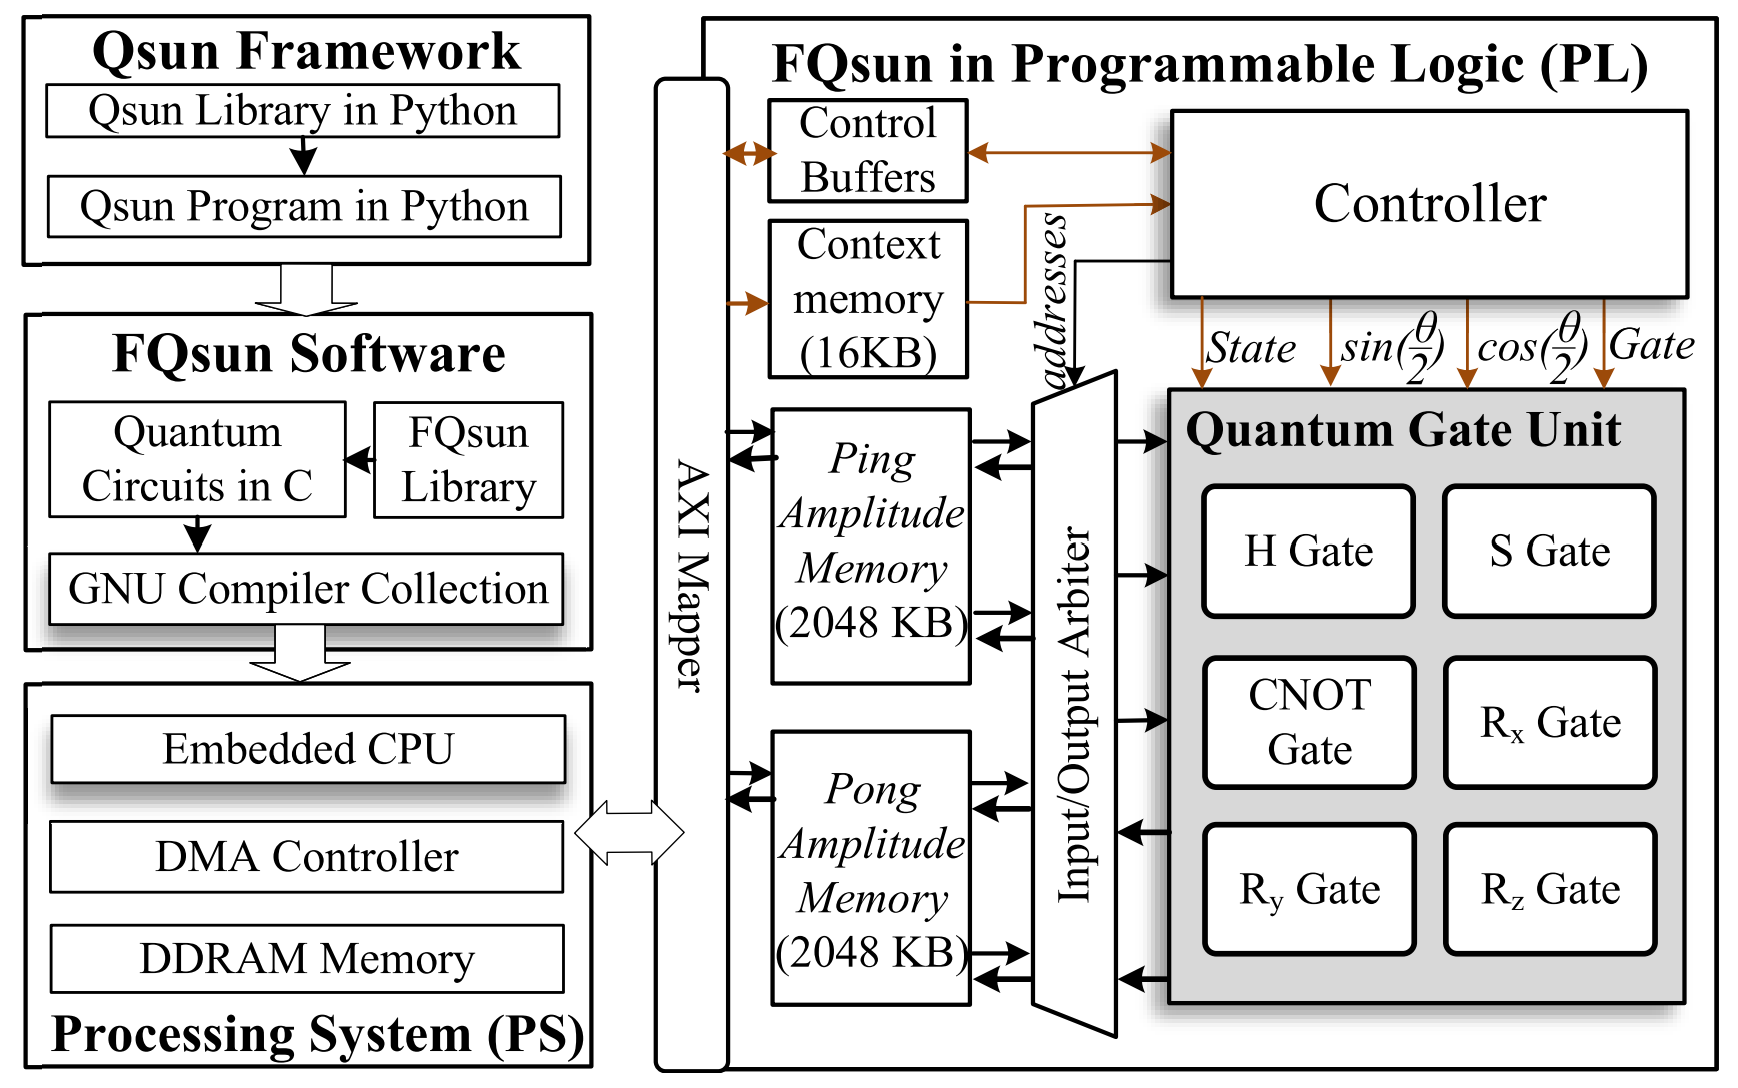 Qsun Framework
Qsun Library in Python
Qsun Program in Python
FQsun Software
Quantum
Circuits in C
FQsun
Library
GNU Compiler Collection
Embedded CPU
DMA Controller
DDRAM Memory
Processing System (PS)
AXI Mapper
FQsun in Programmable Logic (PL)
Control
Buffers
Context
memory
(16KB)
Controller
addresses
State
sin(θ/2)
cos(θ/2)
Gate
Ping
Amplitude
Memory
(2048 KB)
Pong
Amplitude
Memory
(2048 KB)
Input/Output Arbiter
Quantum Gate Unit
H Gate
S Gate
CNOT
Gate
Rx Gate
Ry Gate
Rz Gate